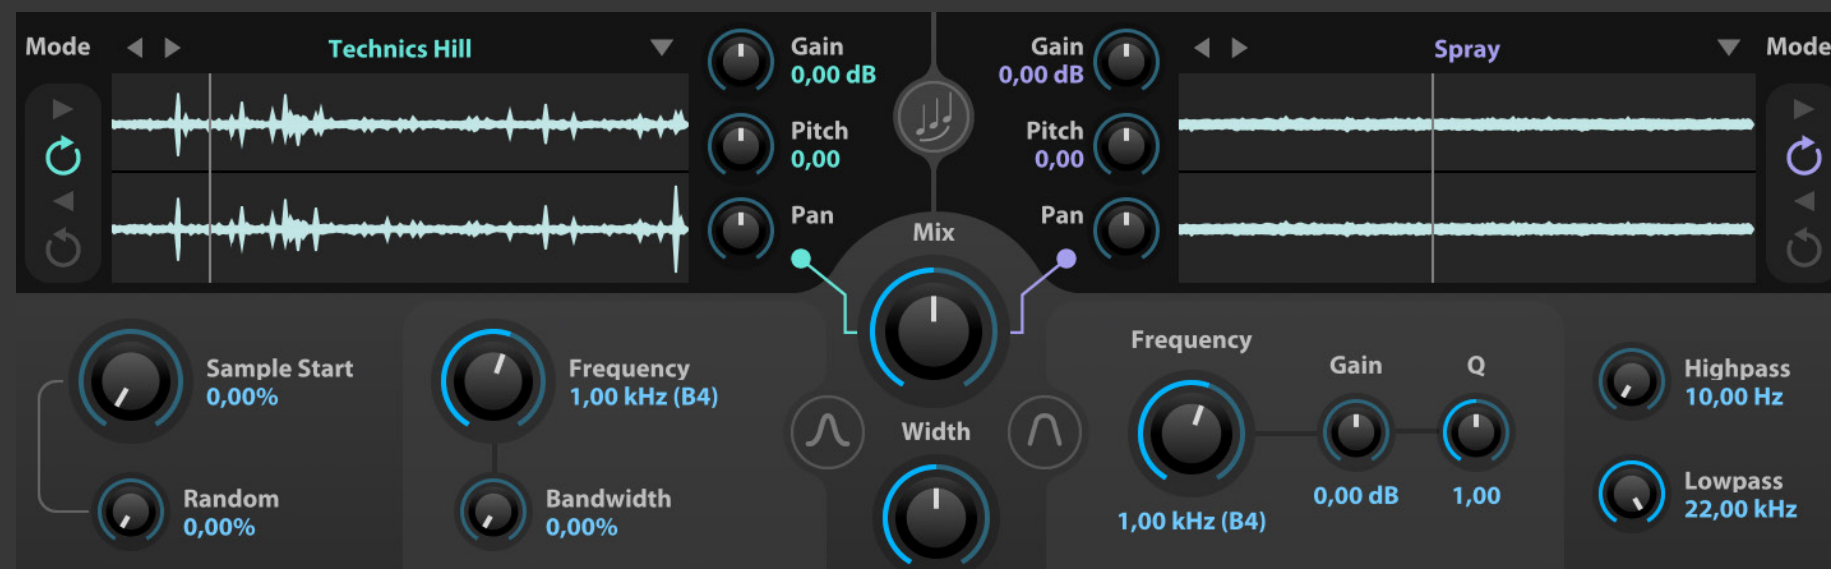 Mode
Technics Hill
Gain
0,00 dB
Pitch
0,00
Pan
Gain
0,00 dB
Pitch
0,00
Pan
Spray
Mode
Mix
Sample Start
0,00%
Random
0,00%
Frequency
1,00 kHz (B4)
Bandwidth
0,00%
Width
Frequency
1,00 kHz (B4)
Gain
0,00 dB
Q
1,00
Highpass
10,00 Hz
Lowpass
22,00 kHz